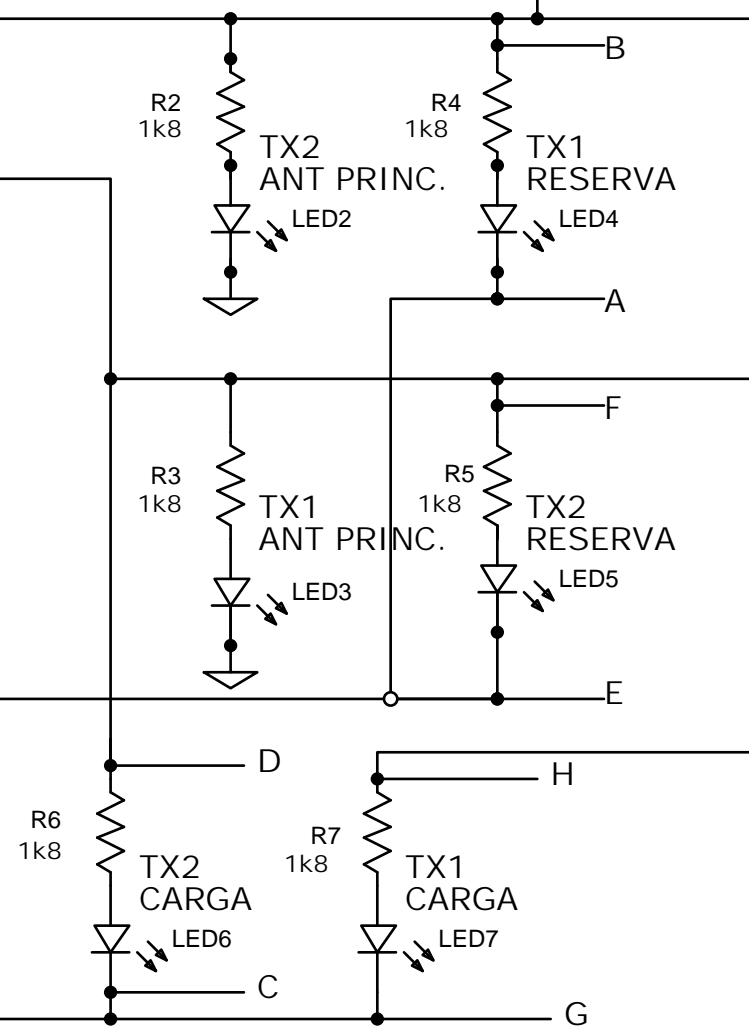 B
R2
1k8
TX2
ANT PRINC.
LED2
R4
1k8
TX1
RESERVA
LED4
A
F
R3
1k8
TX1
ANT PRINC.
LED3
R5
1k8
TX2
RESERVA
LED5
E
D
H
R6
1k8
TX2
CARGA
LED6
R7
1k8
TX1
CARGA
LED7
C
G